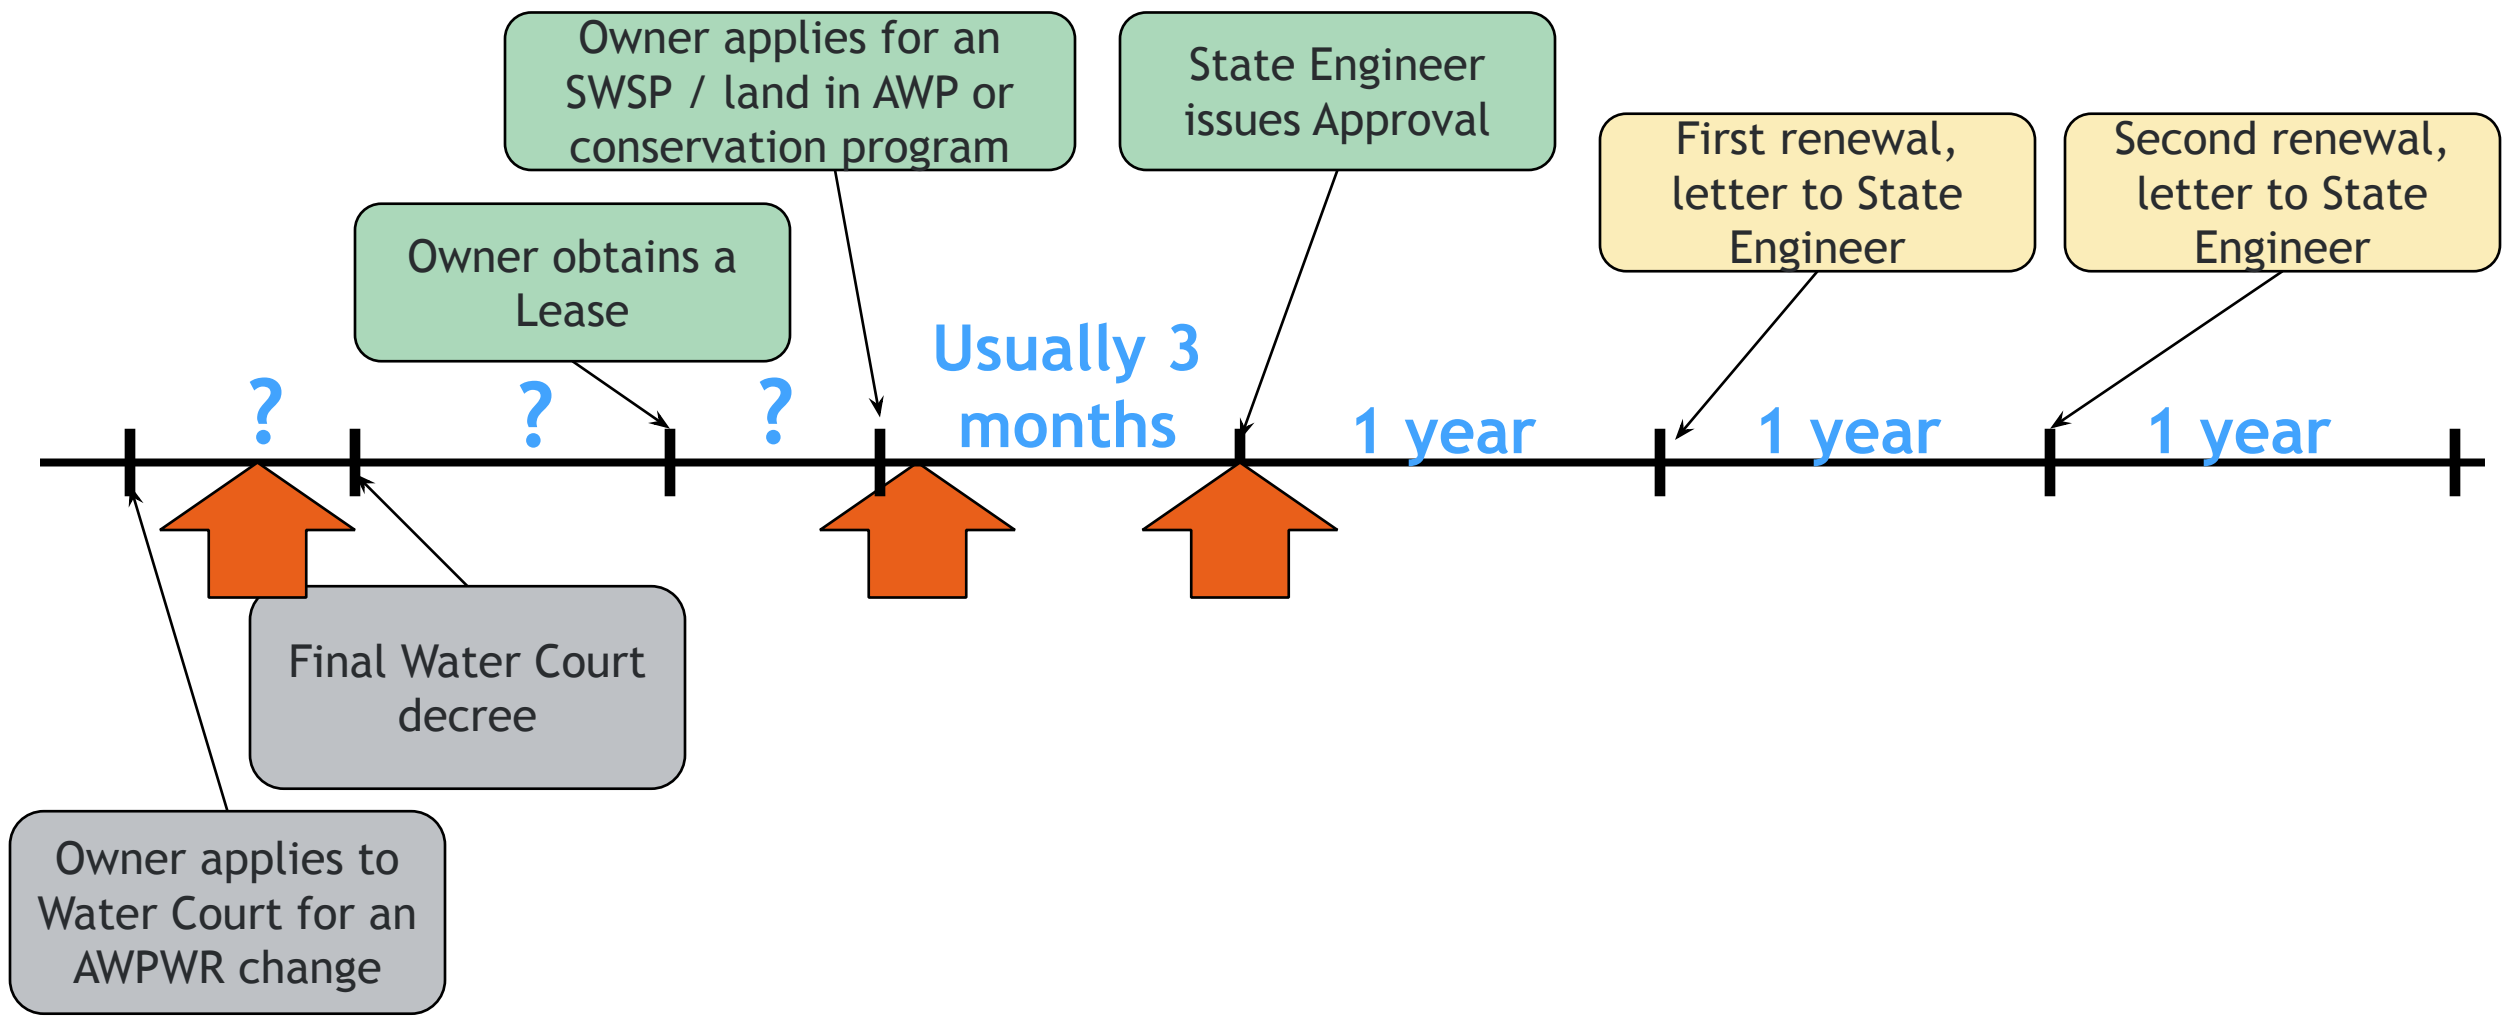 Owner applies for an
SWSP / land in AWP or
conservation program
State Engineer
issues Approval
First renewal,
letter to State
Engineer
Second renewal,
letter to State
Engineer
Owner obtains a
Lease
?
?
?
Usually 3
months
1 year
1 year
1 year
Final Water Court
decree
Owner applies to
Water Court for an
AWPWR change